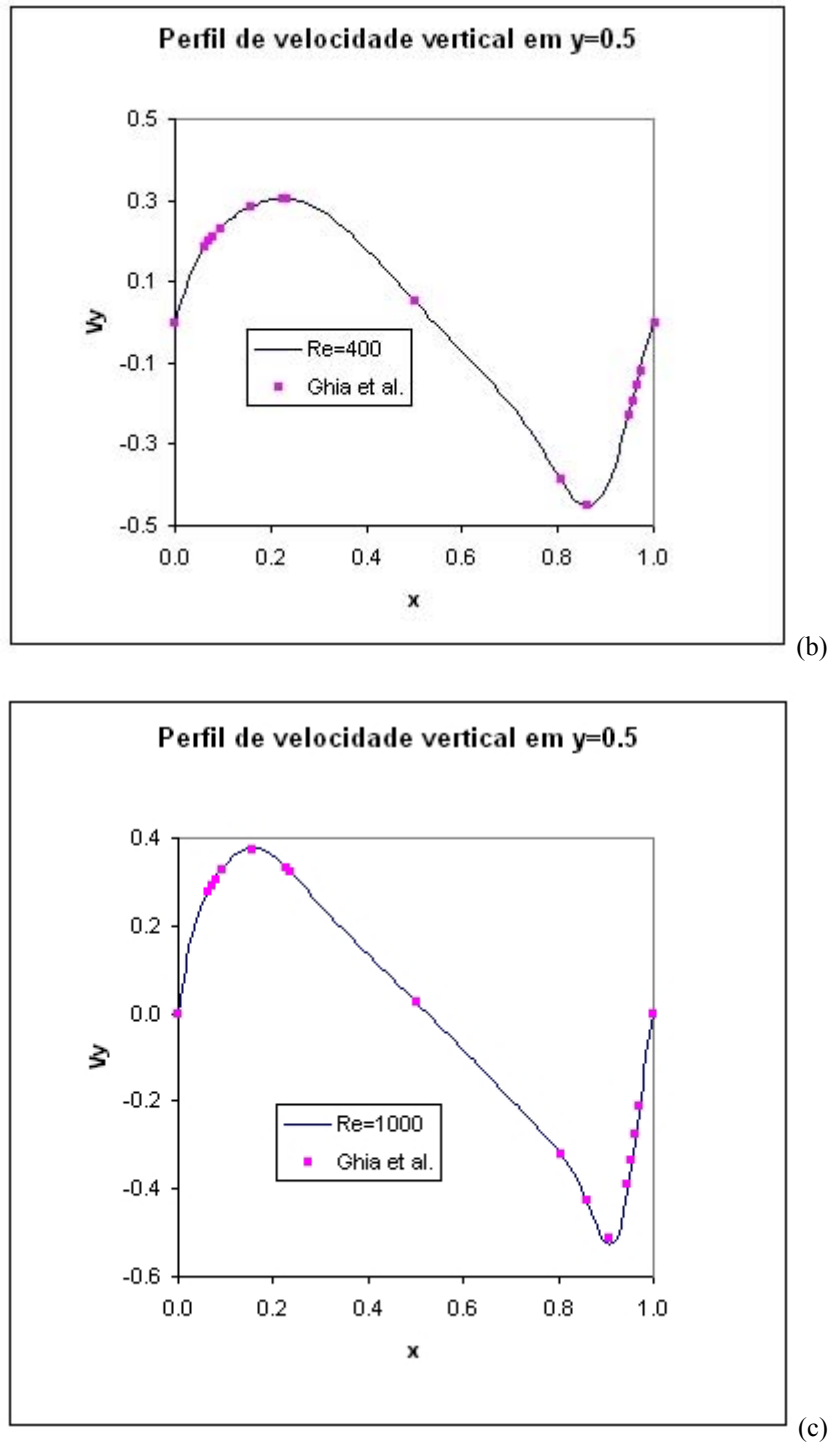 Perfil de velocidade vertical em y=0.5
0.5
0.3
0.1
-0.1
-0.3
-0.5
Vy
Re=400
Ghia et al.
0.0 0.2 0.4 0.6 0.8 1.0
x
(b)
Perfil de velocidade vertical em y=0.5
0.4
0.2
0.0
-0.2
-0.4
-0.6
Vy
Re=1000
Ghia et al.
0.0 0.2 0.4 0.6 0.8 1.0
x
(c)